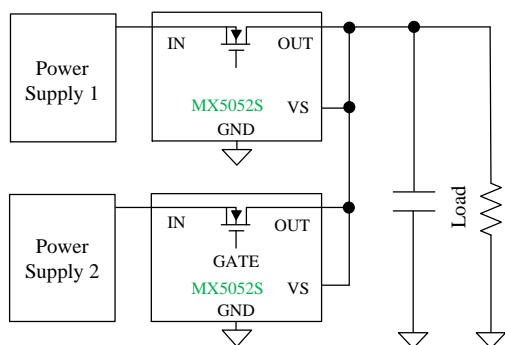 Power
Supply 1
IN
OUT
MX5052S
VS
GND
Power
Supply 2
IN
OUT
GATE
MX5052S
VS
GND
Load